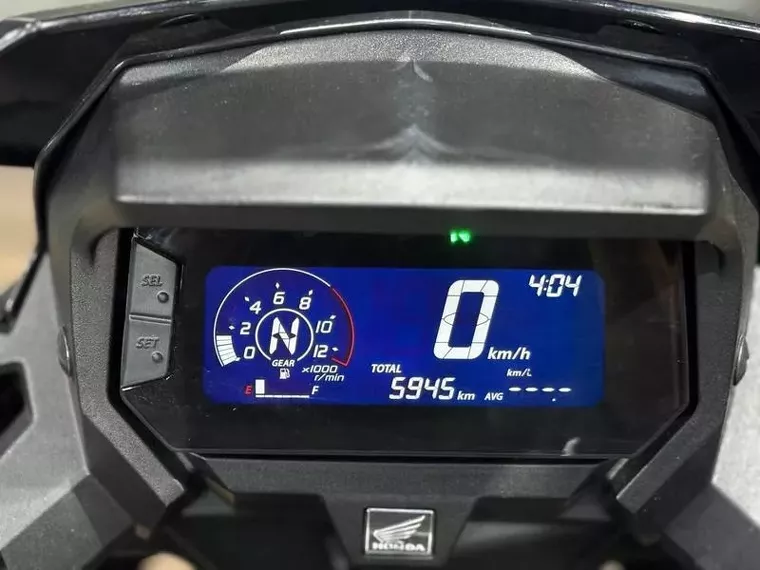 N
SEL
SET
0 2 4 6 8 10 12
N
GEAR
x1000
r/min
E F
0 km/h
4:04
TOTAL
5945 km
km/L
AVG --.--
HONDA